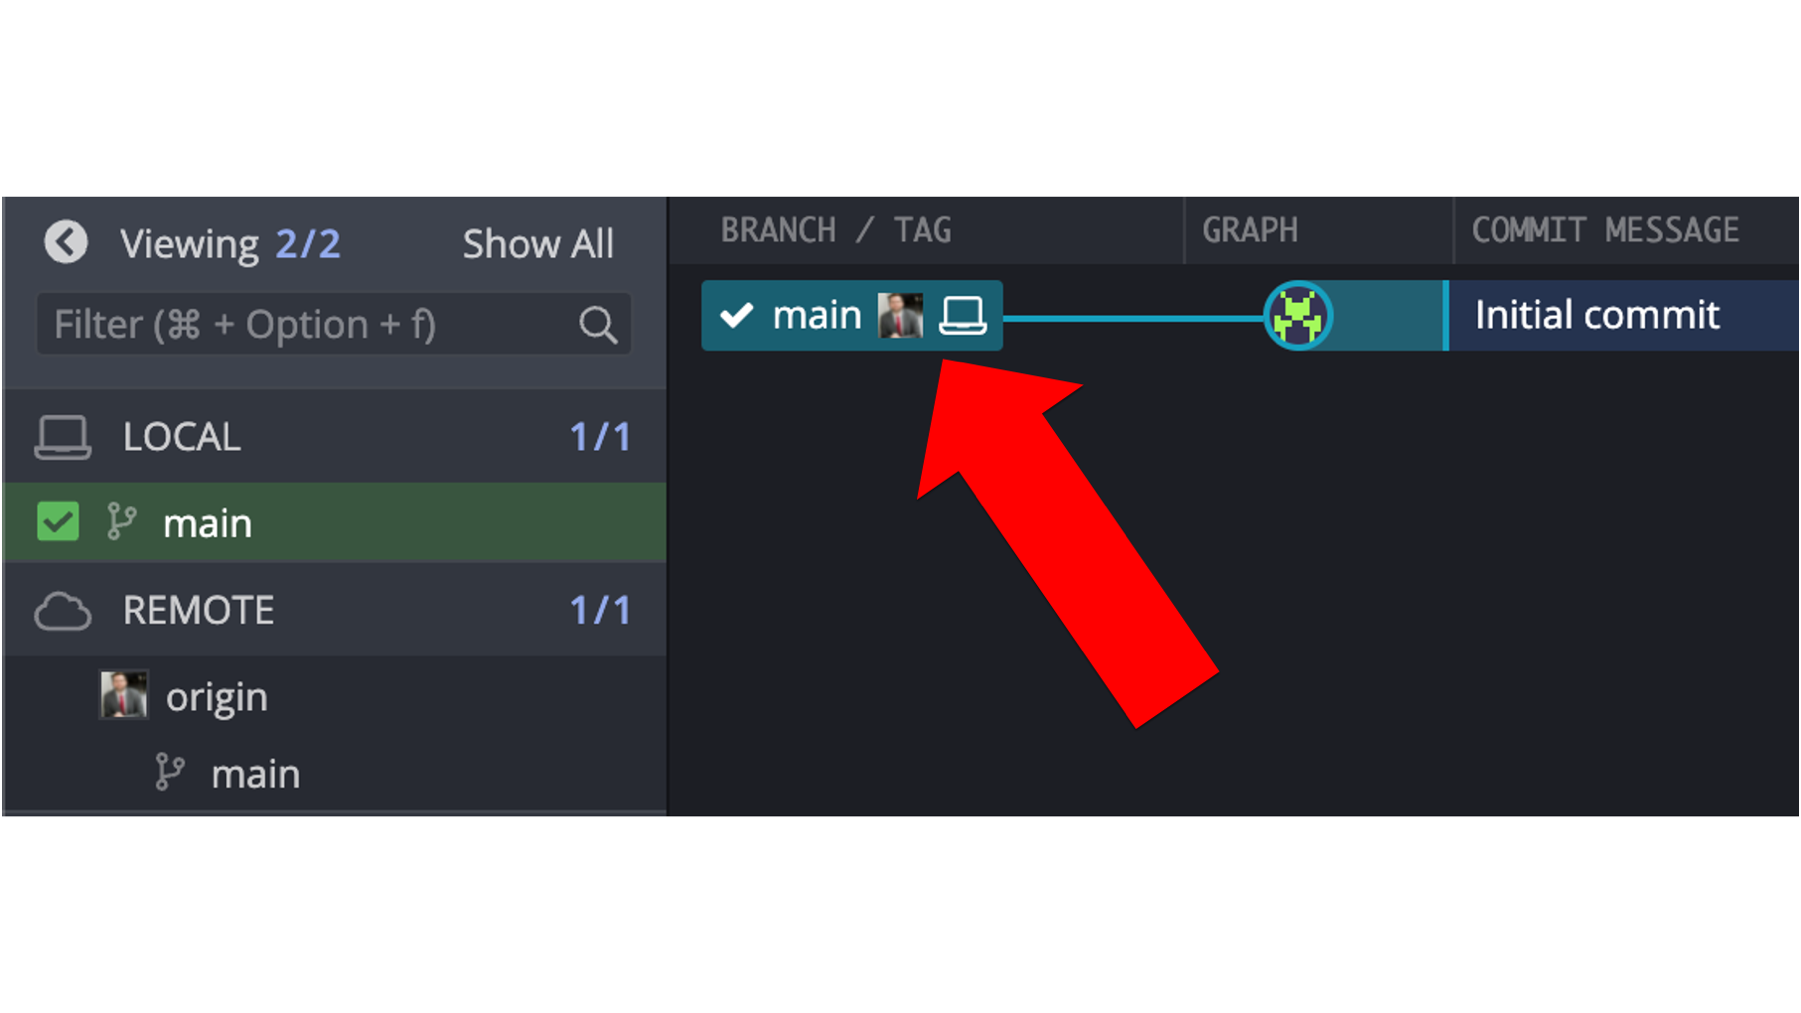 Viewing 2/2 Show All
Filter (⌘ + Option + f)
LOCAL 1/1
main
REMOTE 1/1
origin
main
BRANCH / TAG GRAPH COMMIT MESSAGE
main Initial commit